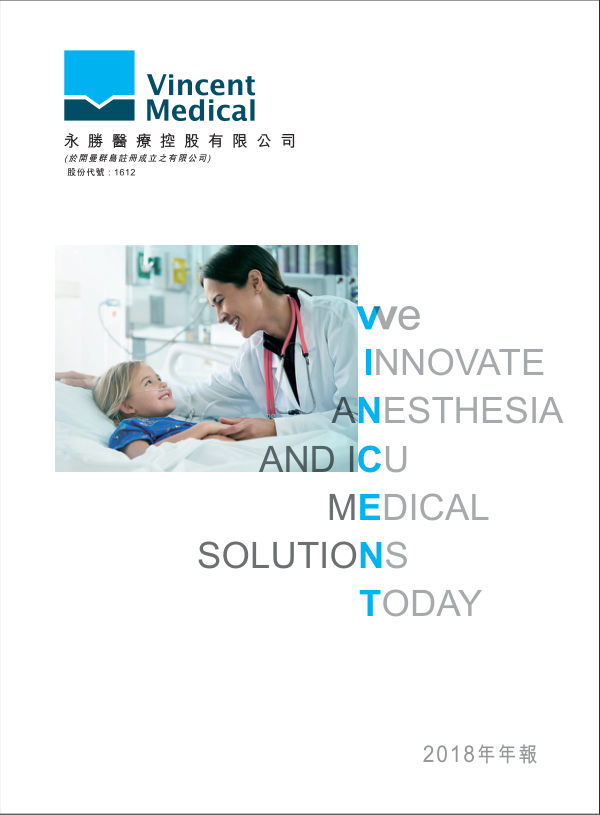 Vincent
Medical
永勝醫療控股有限公司
(於開曼群島註冊成立之有限公司)
股份代號：1612
We
INNOVATE
ANESTHESIA
AND ICU
MEDICAL
SOLUTIONS
TODAY
2018年年報